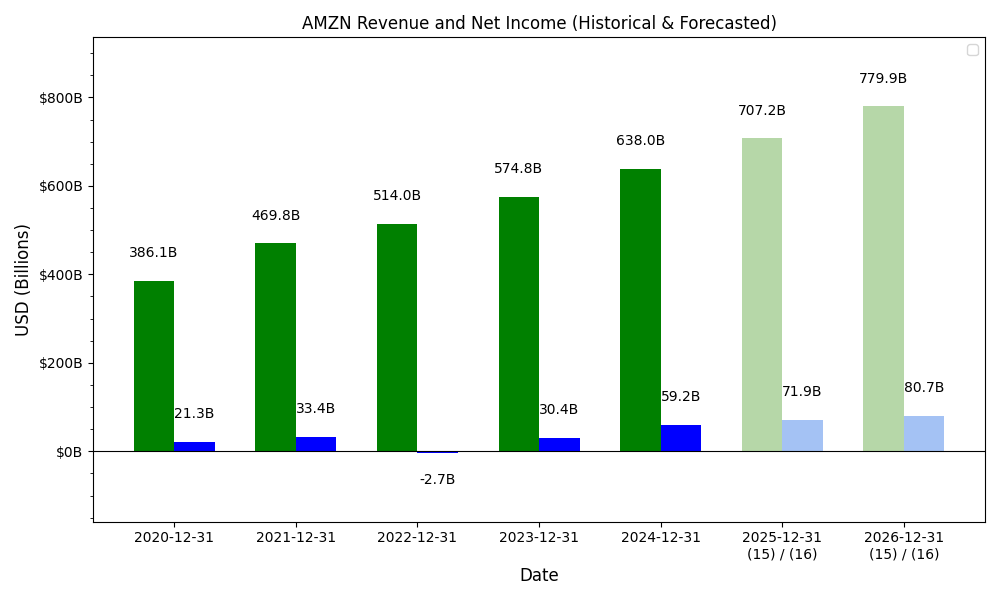 AMZN Revenue and Net Income (Historical & Forecasted)
USD (Billions)
$800B
$600B
$400B
$200B
$0B
386.1B
21.3B
469.8B
33.4B
514.0B
-2.7B
574.8B
30.4B
638.0B
59.2B
707.2B
71.9B
779.9B
80.7B
2020-12-31
2021-12-31
2022-12-31
2023-12-31
2024-12-31
2025-12-31
(15) / (16)
2026-12-31
(15) / (16)
Date